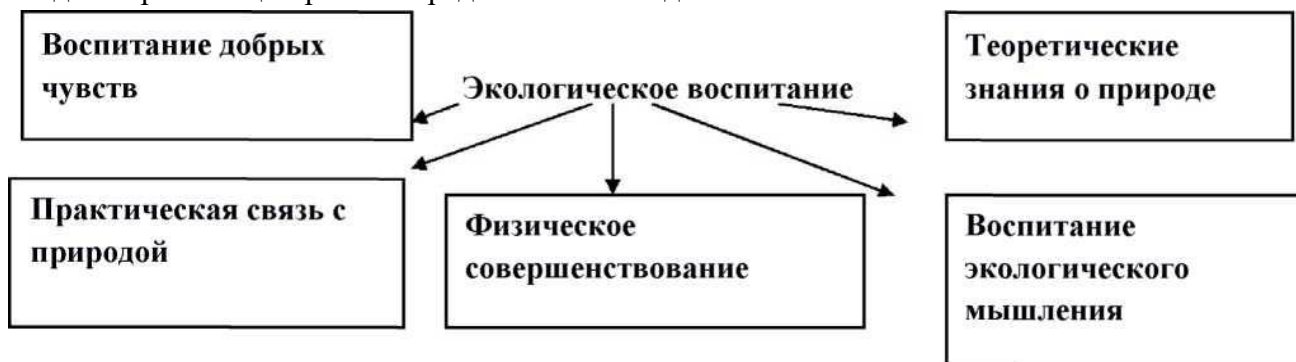 Воспитание добрых
чувств
Экологическое воспитание
Теоретические
знания о природе
Практическая связь с
природой
Физическое
совершенствование
Воспитание
экологического
мышления